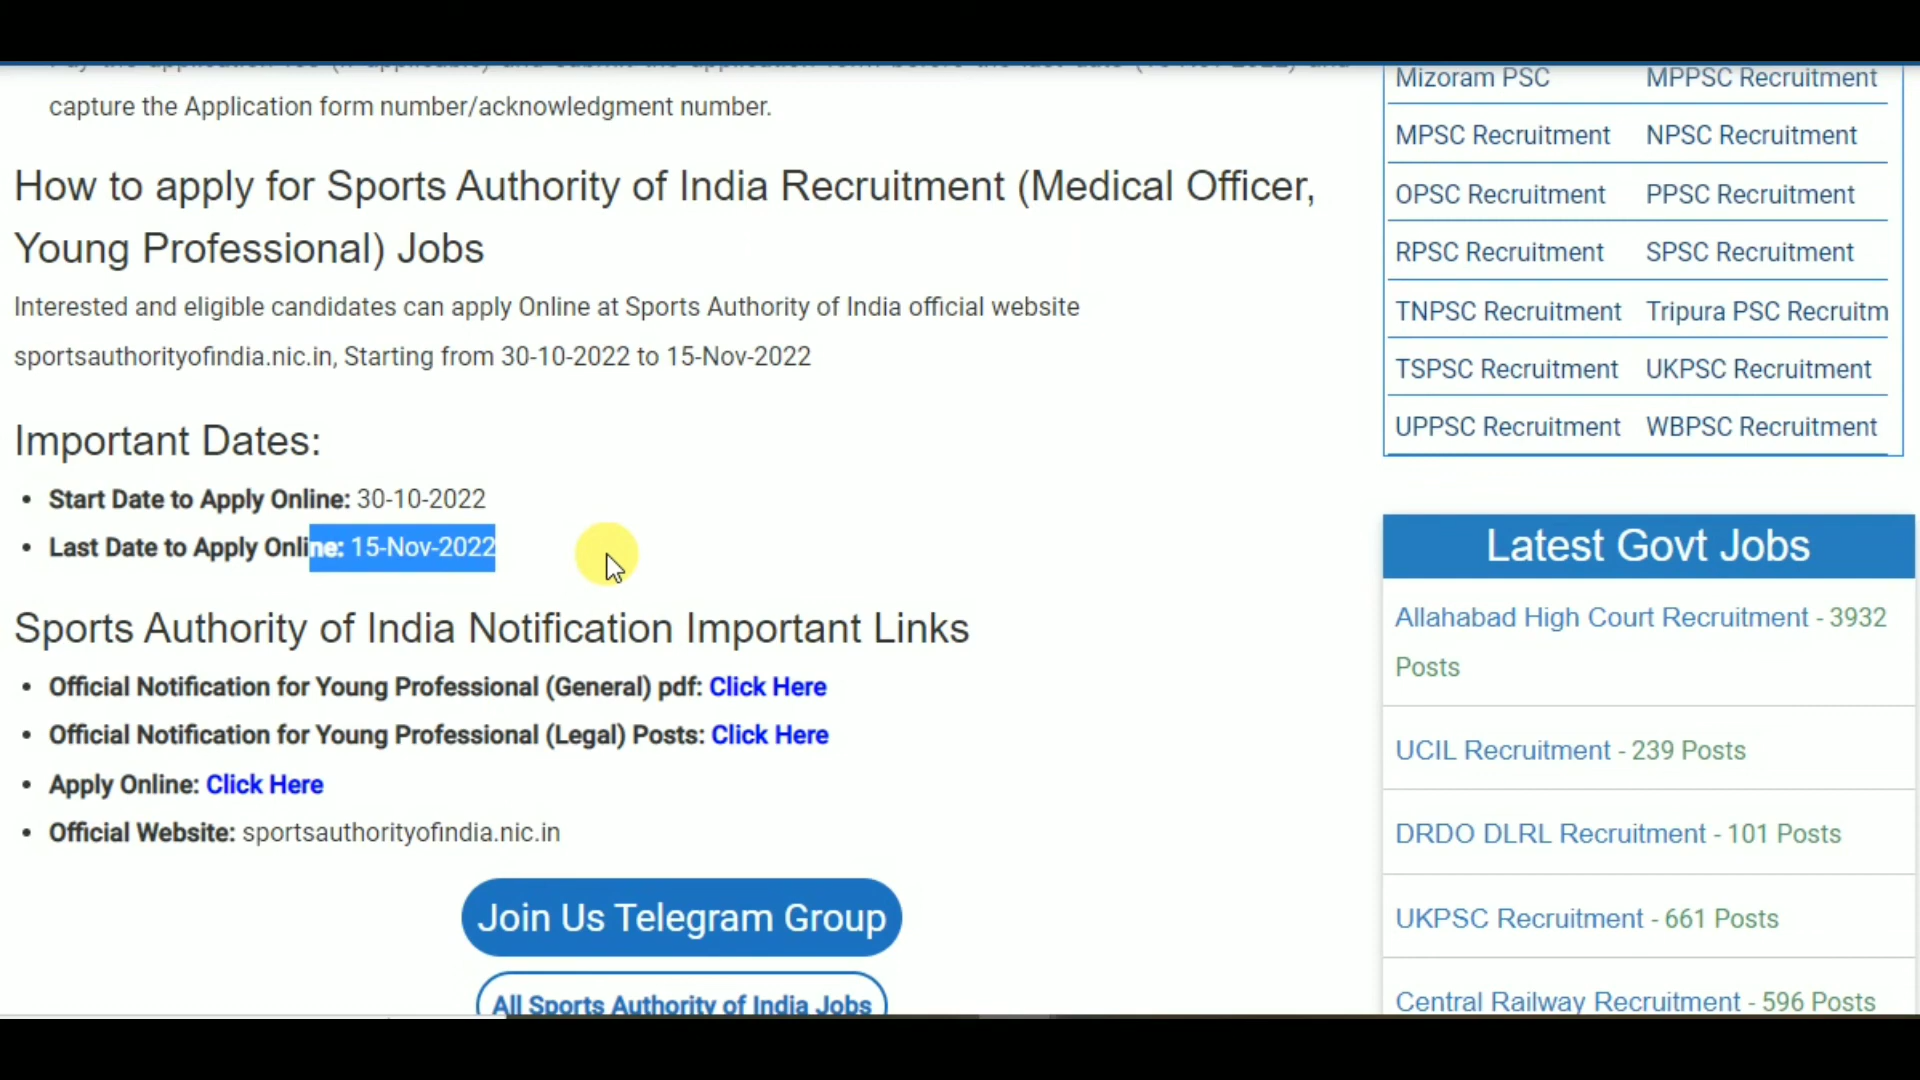 capture the Application form number/acknowledgment number.
How to apply for Sports Authority of India Recruitment (Medical Officer,
Young Professional) Jobs
Interested and eligible candidates can apply Online at Sports Authority of India official website
sportsauthorityofindia.nic.in, Starting from 30-10-2022 to 15-Nov-2022
Important Dates:
• Start Date to Apply Online: 30-10-2022
• Last Date to Apply Online: 15-Nov-2022
Sports Authority of India Notification Important Links
• Official Notification for Young Professional (General) pdf: Click Here
• Official Notification for Young Professional (Legal) Posts: Click Here
• Apply Online: Click Here
• Official Website: sportsauthorityofindia.nic.in
Join Us Telegram Group
All Sports Authority of India Jobs
Mizoram PSC MPPSC Recruitment
MPSC Recruitment NPSC Recruitment
OPSC Recruitment PPSC Recruitment
RPSC Recruitment SPSC Recruitment
TNPSC Recruitment Tripura PSC Recruitm
TSPSC Recruitment UKPSC Recruitment
UPPSC Recruitment WBPSC Recruitment
Latest Govt Jobs
Allahabad High Court Recruitment - 3932
Posts
UCIL Recruitment - 239 Posts
DRDO DLRL Recruitment - 101 Posts
UKPSC Recruitment - 661 Posts
Central Railway Recruitment - 596 Posts